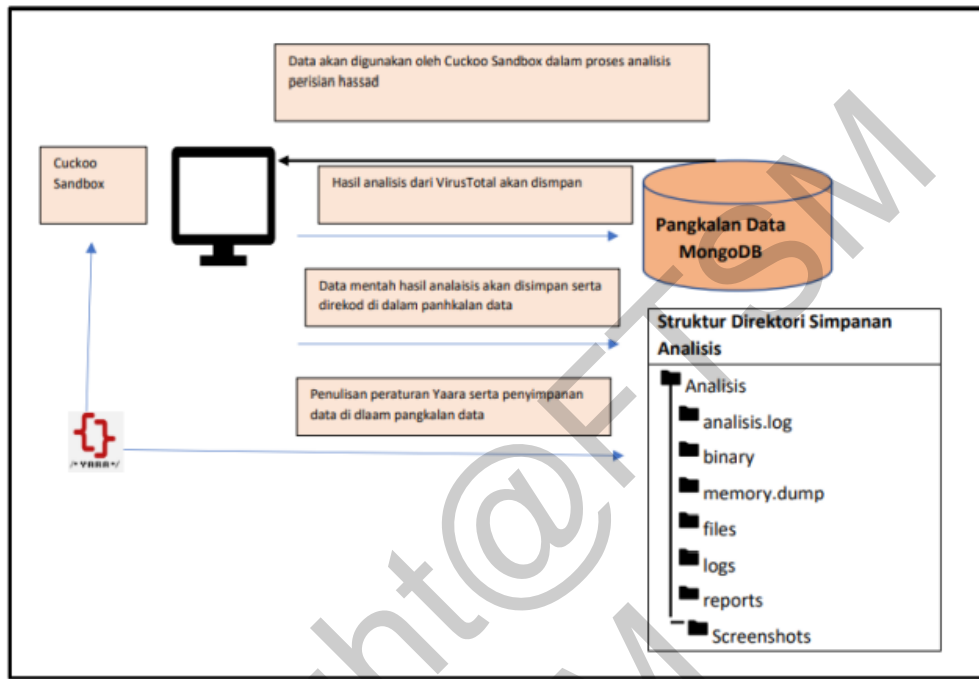 Data akan digunakan oleh Cuckoo Sandbox dalam proses analisis
perisian hassad
Cuckoo
Sandbox
Hasil analisis dari VirusTotal akan dismpan
Pangkalan Data
MongoDB
Data mentah hasil analaisis akan disimpan serta
direkod di dalam panhkalan data
Struktur Direktori Simpanan
Analisis
Penulisan peraturan Yaara serta penyimpanan
data di dlaam pangkalan data
/* YARA */
Analisis
analisis.log
binary
memory.dump
files
logs
reports
Screenshots
ht@FTSM
M